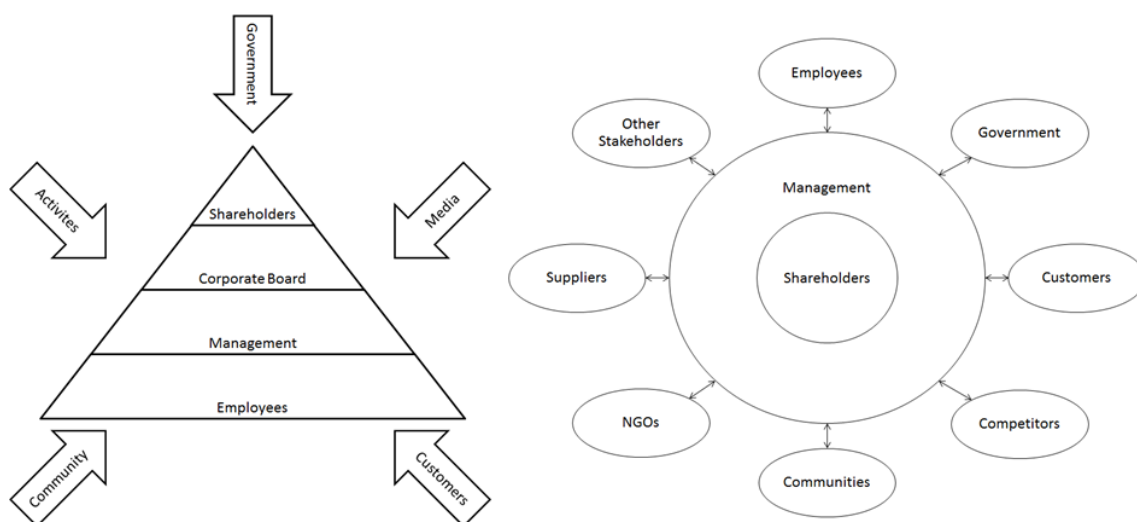 Government
Activites
Media
Shareholders
Corporate Board
Management
Employees
Community
Customers
Employees
Other
Stakeholders
Government
Management
Suppliers
Shareholders
Customers
NGOs
Competitors
Communities